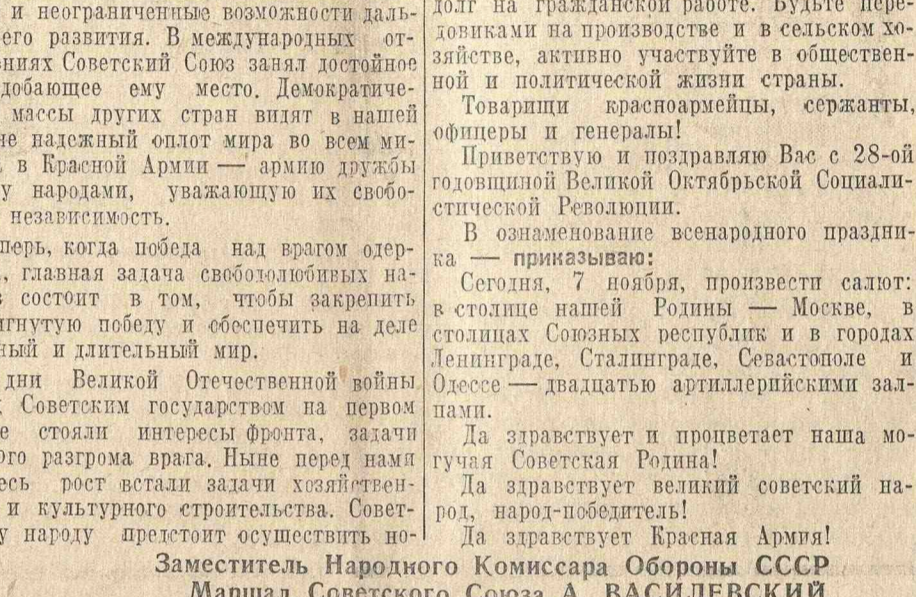 и неограниченные возможности даль-
его развития. В международных от-
ниях Советский Союз занял достойное
добающее ему место. Демократиче-
массы других стран видят в нашей
не надежный оплот мира во всем ми-
в Красной Армии — армию дружбы
у народами, уважающую их свобо-
независимость.
перь, когда победа над врагом одер-
, главная задача свободолюбивых на-
в состоит в том, чтобы закрепить
игнутую победу и обеспечить на деле
ный и длительный мир.
дни Великой Отечественной войны
Советским государством на первом
е стояли интересы фронта, задачи
ого разгрома врага. Ныне перед нами
есь рост встали задачи хозяйствен-
и культурного строительства. Совет-
у народу предстоит осуществить но-
долг на гражданской работе. Будьте пере-
довиками на производстве и в сельском хо-
зяйстве, активно участвуйте в обществен-
ной и политической жизни страны.
Товарищи красноармейцы, сержанты,
офицеры и генералы!
Приветствую и поздравляю Вас с 28-ой
годовщиной Великой Октябрьской Социали-
стической Революции.
В ознаменование всенародного праздни-
ка — приказываю:
Сегодня, 7 ноября, произвести салют:
в столице нашей Родины — Москве, в
столицах Союзных республик и в городах
Ленинграде, Сталинграде, Севастополе и
Одессе — двадцатью артиллерийскими зал-
пами.
Да здравствует и процветает наша мо-
гучая Советская Родина!
Да здравствует великий советский на-
род, народ-победитель!
Да здравствует Красная Армия!
Заместитель Народного Комиссара Обороны СССР
Маршал Советского Союза А. ВАСИЛЕВСКИЙ